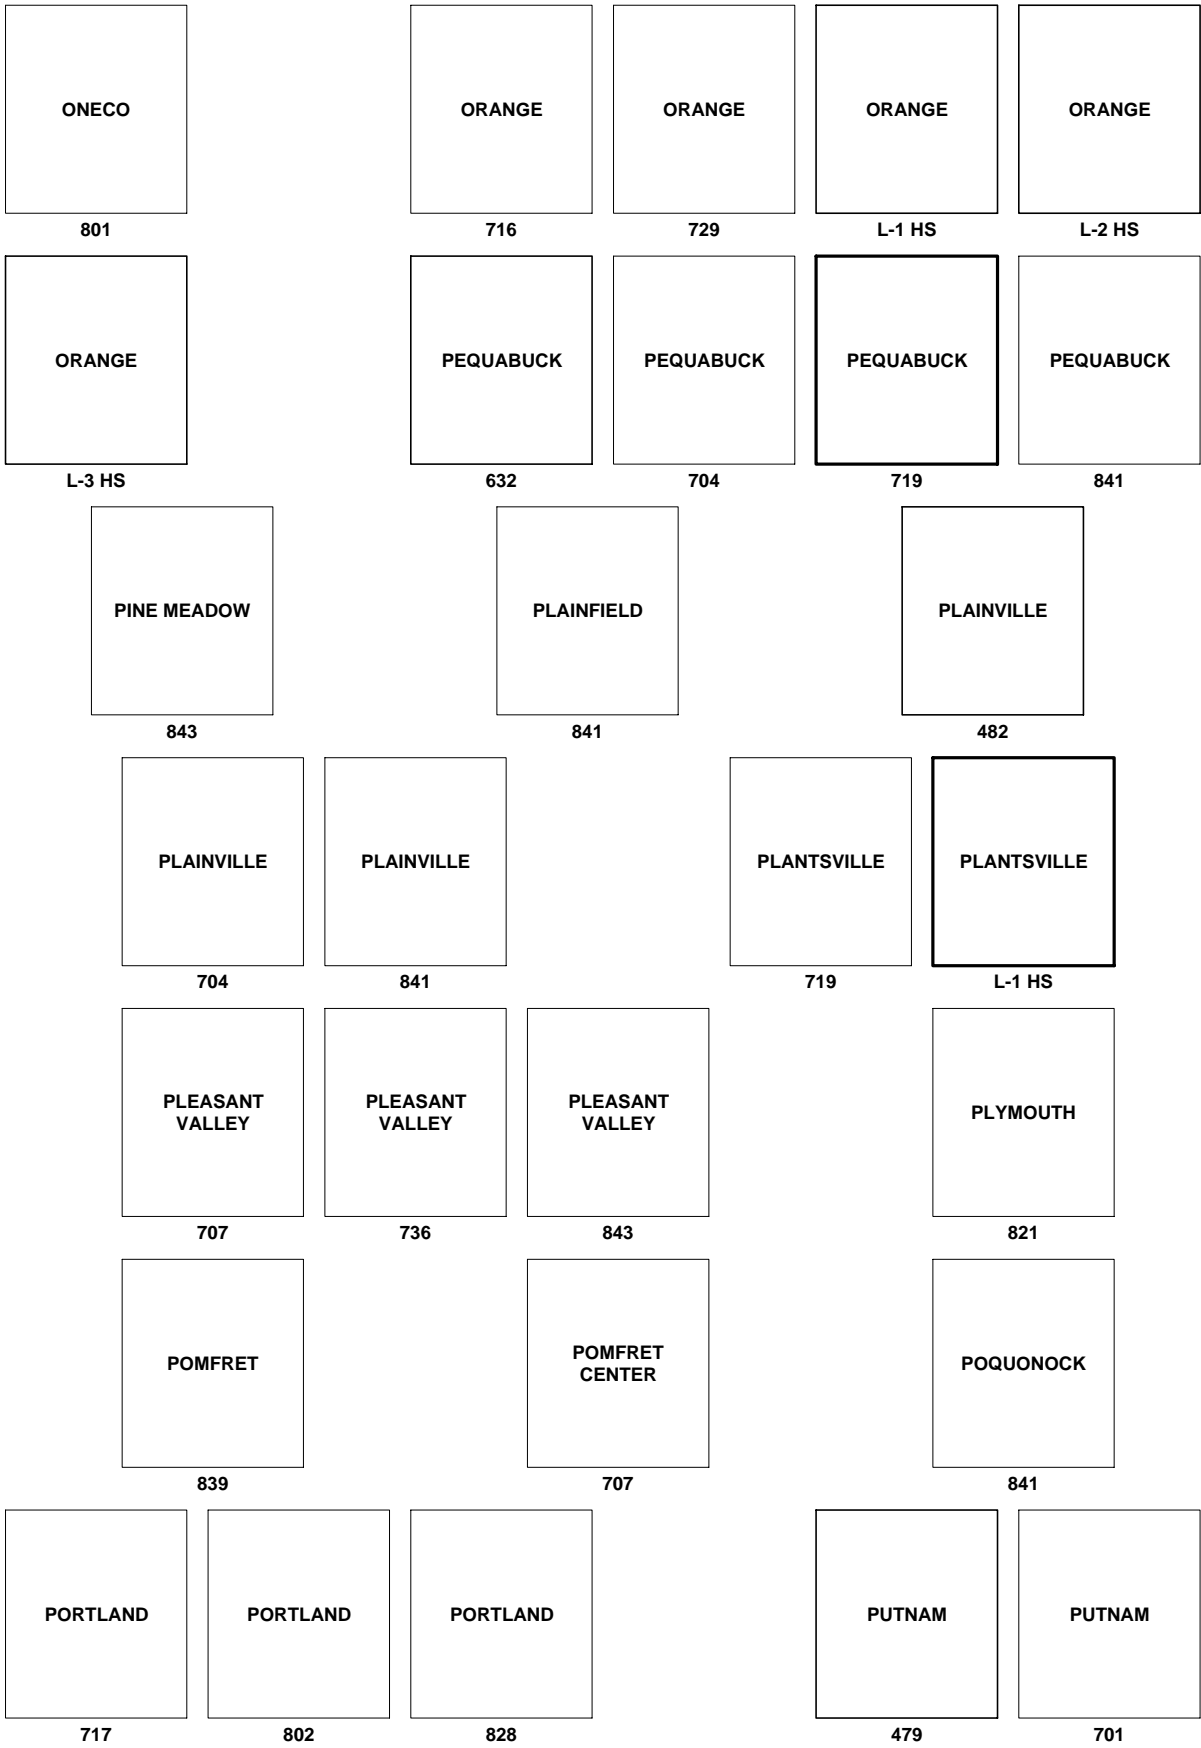 ONECO
ORANGE
ORANGE
ORANGE
ORANGE
801
716
729
L-1 HS
L-2 HS
ORANGE
PEQUABUCK
PEQUABUCK
PEQUABUCK
PEQUABUCK
L-3 HS
632
704
719
841
PINE MEADOW
PLAINFIELD
PLAINVILLE
843
841
482
PLAINVILLE
PLAINVILLE
PLANTSVILLE
PLANTSVILLE
704
841
719
L-1 HS
PLEASANT
VALLEY
PLEASANT
VALLEY
PLEASANT
VALLEY
PLYMOUTH
707
736
843
821
POMFRET
POMFRET
CENTER
POQUONOCK
839
707
841
PORTLAND
PORTLAND
PORTLAND
PUTNAM
PUTNAM
717
802
828
479
701